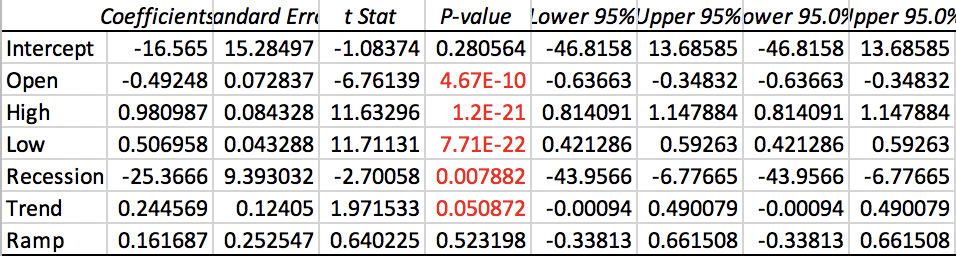 Coefficients andard Erro t Stat P-value Lower 95% Upper 95% ower 95.0% pper 95.0%
Intercept -16.565 15.28497 -1.08374 0.280564 -46.8158 13.68585 -46.8158 13.68585
Open -0.49248 0.072837 -6.76139 4.67E-10 -0.63663 -0.34832 -0.63663 -0.34832
High 0.980987 0.084328 11.63296 1.2E-21 0.814091 1.147884 0.814091 1.147884
Low 0.506958 0.043288 11.71131 7.71E-22 0.421286 0.59263 0.421286 0.59263
Recession -25.3666 9.393032 -2.70058 0.007882 -43.9566 -6.77665 -43.9566 -6.77665
Trend 0.244569 0.12405 1.971533 0.050872 -0.00094 0.490079 -0.00094 0.490079
Ramp 0.161687 0.252547 0.640225 0.523198 -0.33813 0.661508 -0.33813 0.661508